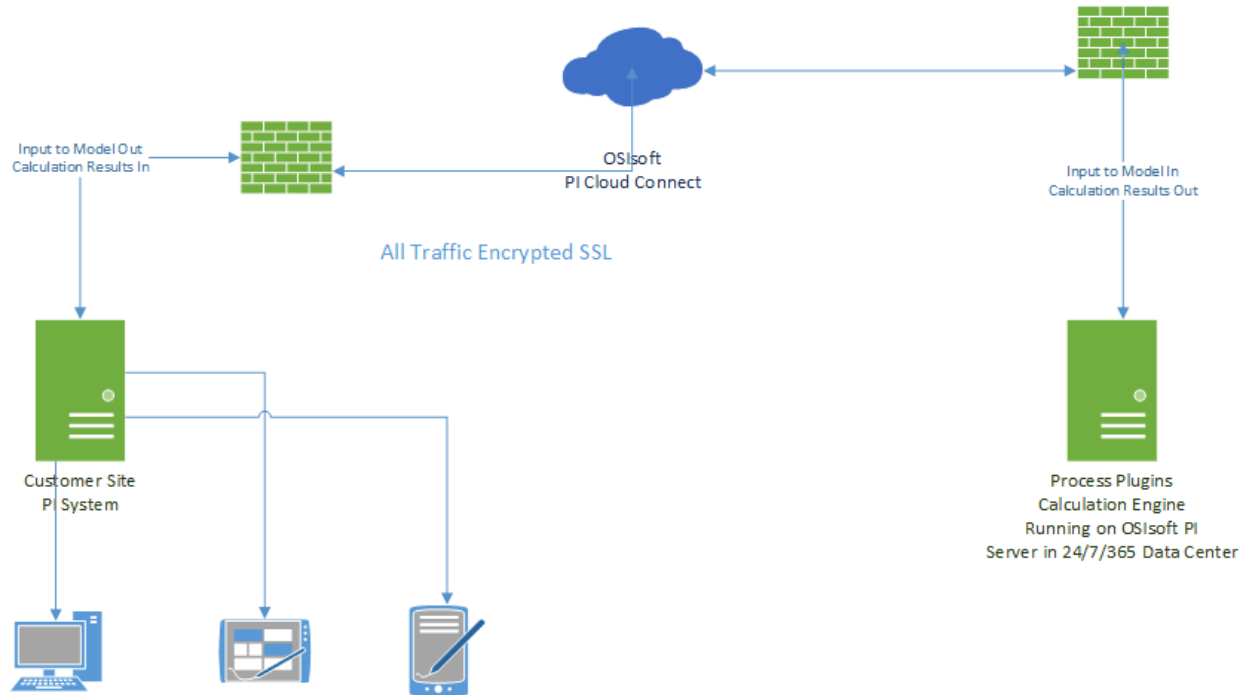 OSIsoft
PI Cloud Connect
Input to Model Out
Calculation Results In
Input to Model In
Calculation Results Out
All Traffic Encrypted SSL
Customer Site
PI System
Process Plugins
Calculation Engine
Running on OSIsoft PI
Server in 24/7/365 Data Center